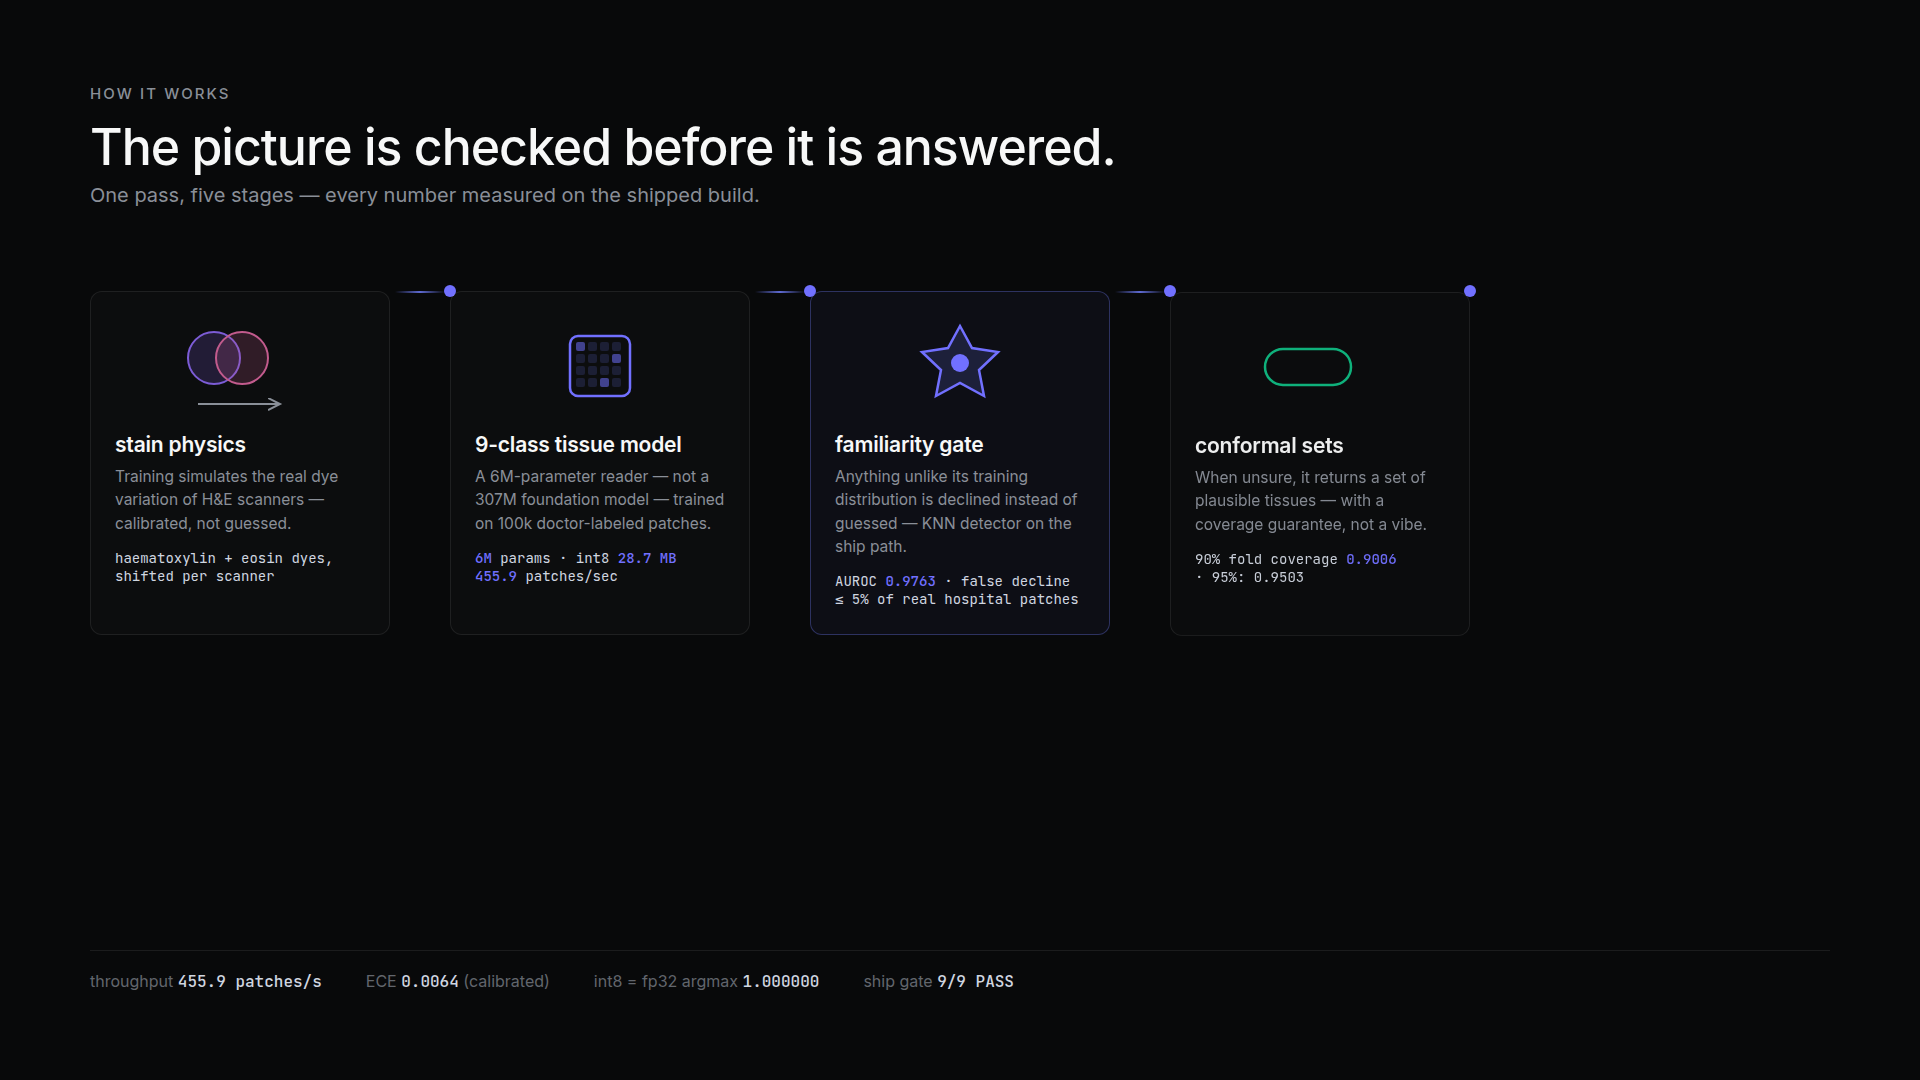 HOW IT WORKS
The picture is checked before it is answered.
One pass, five stages — every number measured on the shipped build.
stain physics
Training simulates the real dye
variation of H&E scanners —
calibrated, not guessed.
haematoxylin + eosin dyes,
shifted per scanner
9-class tissue model
A 6M-parameter reader — not a
307M foundation model — trained
on 100k doctor-labeled patches.
6M params · int8 28.7 MB
455.9 patches/sec
familiarity gate
Anything unlike its training
distribution is declined instead of
guessed — KNN detector on the
ship path.
AUROC 0.9763 · false decline
≤ 5% of real hospital patches
conformal sets
When unsure, it returns a set of
plausible tissues — with a
coverage guarantee, not a vibe.
90% fold coverage 0.9006
· 95%: 0.9503
throughput 455.9 patches/s ECE 0.0064 (calibrated) int8 = fp32 argmax 1.000000 ship gate 9/9 PASS